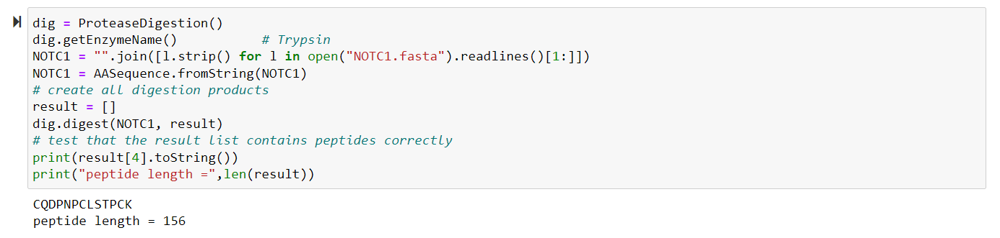 dig = ProteaseDigestion()
dig.getEnzymeName()           # Trypsin
NOTC1 = "".join([l.strip() for l in open("NOTC1.fasta").readlines()[1:]])
NOTC1 = AASequence.fromString(NOTC1)
# create all digestion products
result = []
dig.digest(NOTC1, result)
# test that the result list contains peptides correctly
print(result[4].toString())
print("peptide length =",len(result))
CQDPNPCLSTPCK
peptide length = 156